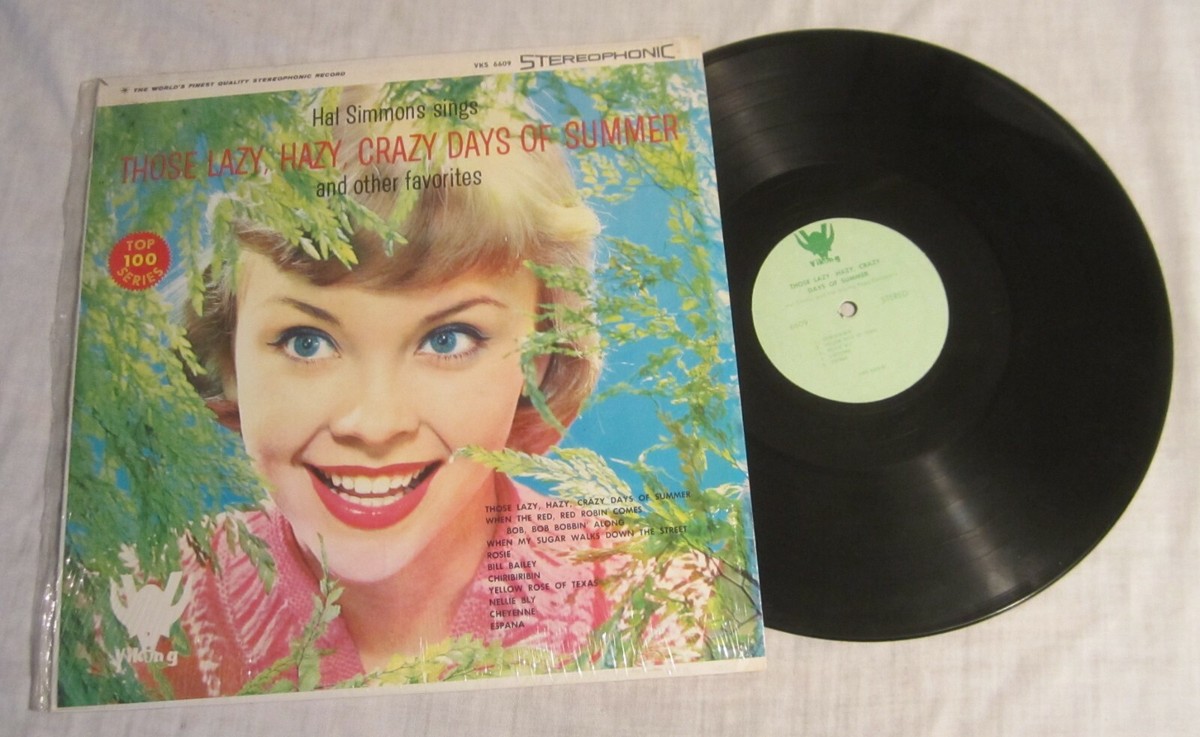 THE WORLD'S FINEST QUALITY STEREOPHONIC RECORD
VKS 6609 STEREOPHONIC
Hal Simmons sings
THOSE LAZY, HAZY, CRAZY DAYS OF SUMMER
and other favorites
TOP
100
SERIES
THOSE LAZY, HAZY, CRAZY DAYS OF SUMMER
WHEN THE RED, RED ROBIN COMES
BOB, BOB BOBBIN' ALONG
WHEN MY SUGAR WALKS DOWN THE STREET
ROSIE
BILL BAILEY
CHIRIBIRIBIN
YELLOW ROSE OF TEXAS
NELLIE BLY
CHEYENNE
ESPANA
Viking
Viking
THOSE LAZY, HAZY, CRAZY
DAYS OF SUMMER
STEREO